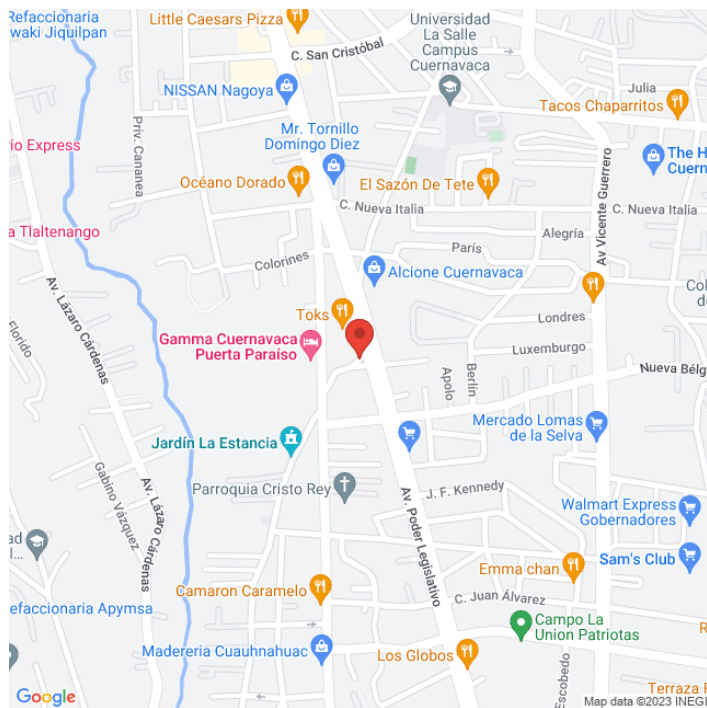 Refaccionaria
waki Jiquilpan
Little Caesars Pizza
Universidad
La Salle
Campus
Cuernavaca
C. San Cristóbal
NISSAN Nagoya
Julia
Tacos Chaparritos
Priv. Cananea
Mr. Tornillo
Domingo Diez
rio Express
The H
Cuern
Océano Dorado
El Sazón De Tete
Av Vicente Guerrero
C. Nueva Italia
C. Nueva Italia
a Tlaltenango
Alegría
París
Colorines
Alcione Cuernavaca
Col
de
Av. Lázaro Cárdenas
Florido
Toks
Londres
Gamma Cuernavaca
Puerta Paraíso
Luxemburgo
Apolo
Berlín
Nueva Bélg
Mercado Lomas
de la Selva
Jardín La Estancia
Gabino Vázquez
Av. Lázaro Cárdenas
Parroquia Cristo Rey
J. F. Kennedy
Av. Poder Legislativo
Walmart Express
Gobernadores
ad
l...
Sam's Club
Emma chan
Camaron Caramelo
C. Juan Álvarez
efaccionaria Apymsa
Campo La
Union Patriotas
R
Madereria Cuauhnahuac
Los Globos
Escobedo
Terraza F
Google
Map data ©2023 INEGI